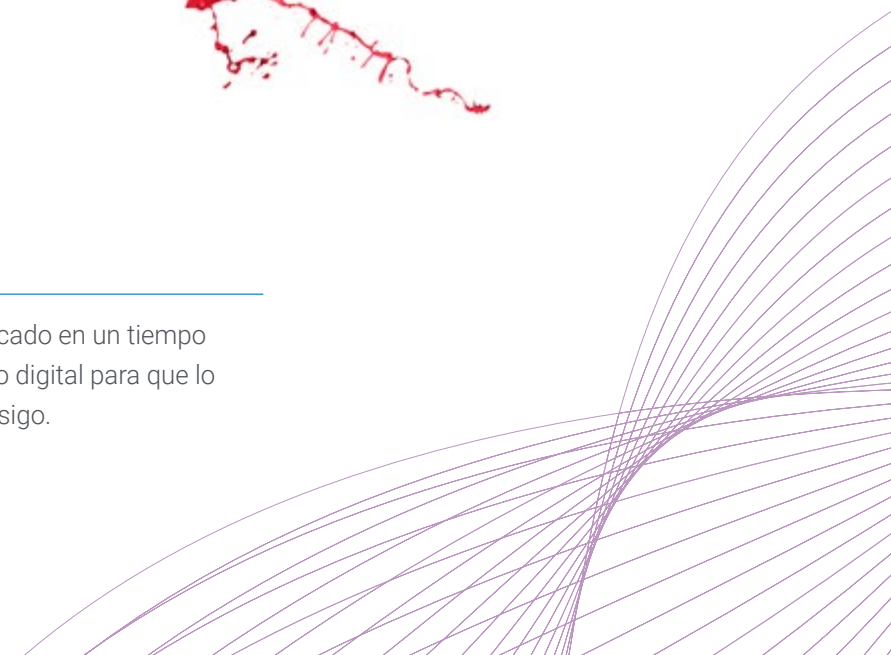 cado en un tiempo
o digital para que lo
sigo.